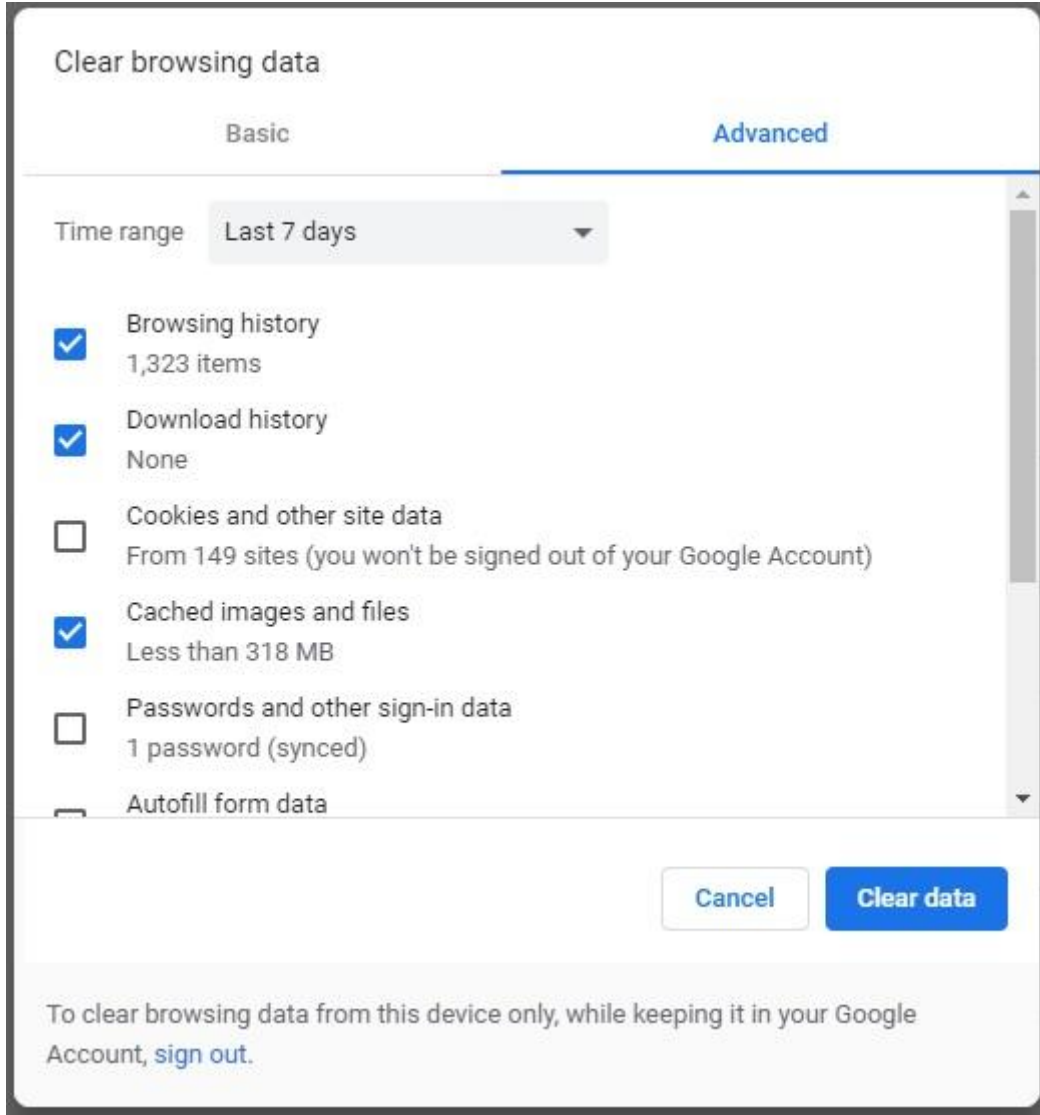 Clear browsing data
Basic
Advanced
Time range
Last 7 days
Browsing history
1,323 items
Download history
None
Cookies and other site data
From 149 sites (you won't be signed out of your Google Account)
Cached images and files
Less than 318 MB
Passwords and other sign-in data
1 password (synced)
Autofill form data
Cancel
Clear data
To clear browsing data from this device only, while keeping it in your Google
Account, sign out.